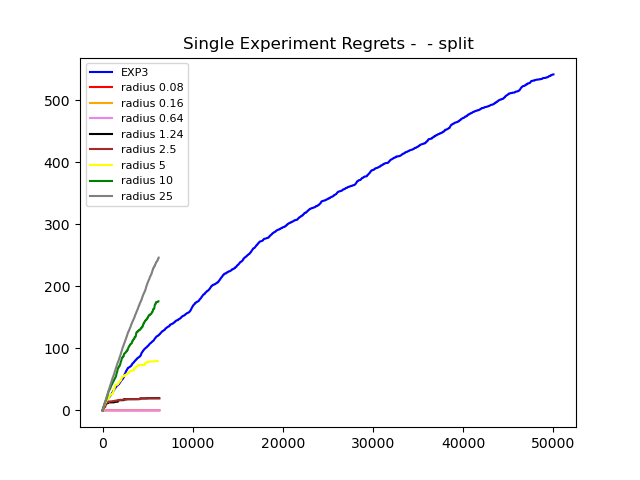 Single Experiment Regrets -  - split
EXP3
radius 0.08
radius 0.16
radius 0.64
radius 1.24
radius 2.5
radius 5
radius 10
radius 25
500
400
300
200
100
0
0 10000 20000 30000 40000 50000